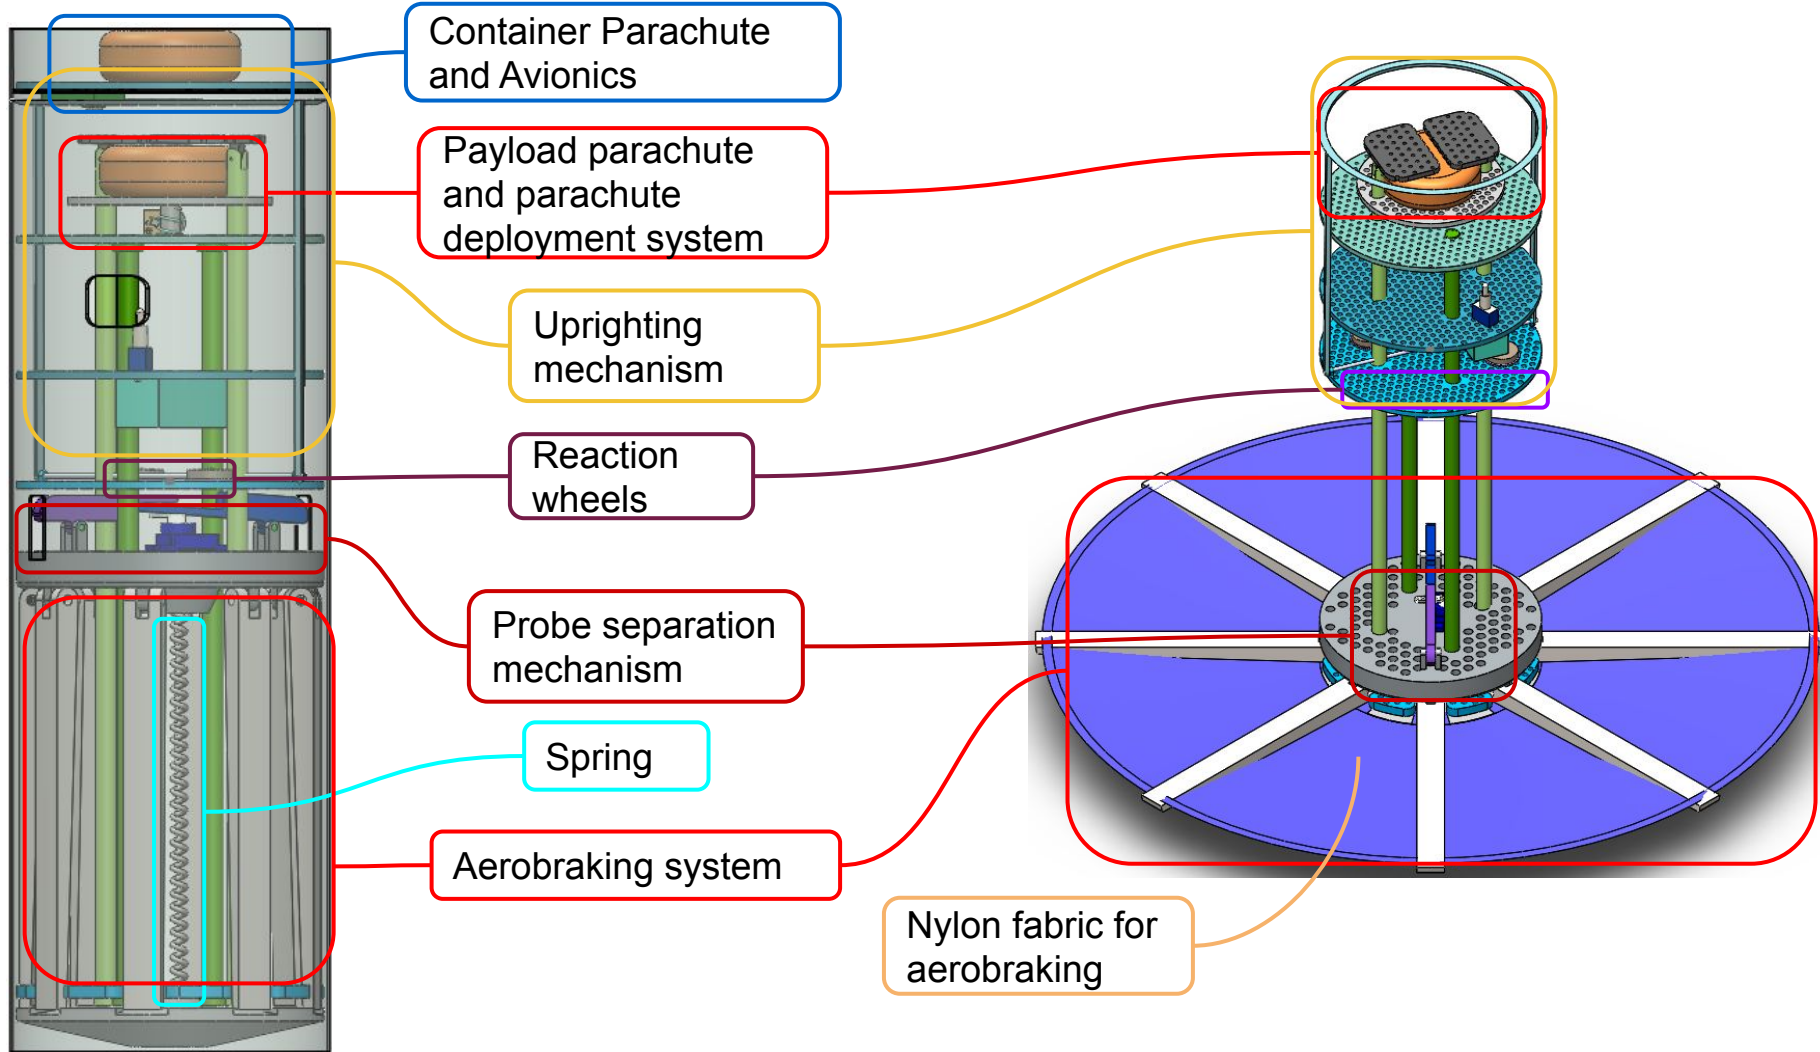 Container Parachute
and Avionics
Payload parachute
and parachute
deployment system
Uprighting
mechanism
Reaction
wheels
Probe separation
mechanism
Spring
Aerobraking system
Nylon fabric for
aerobraking